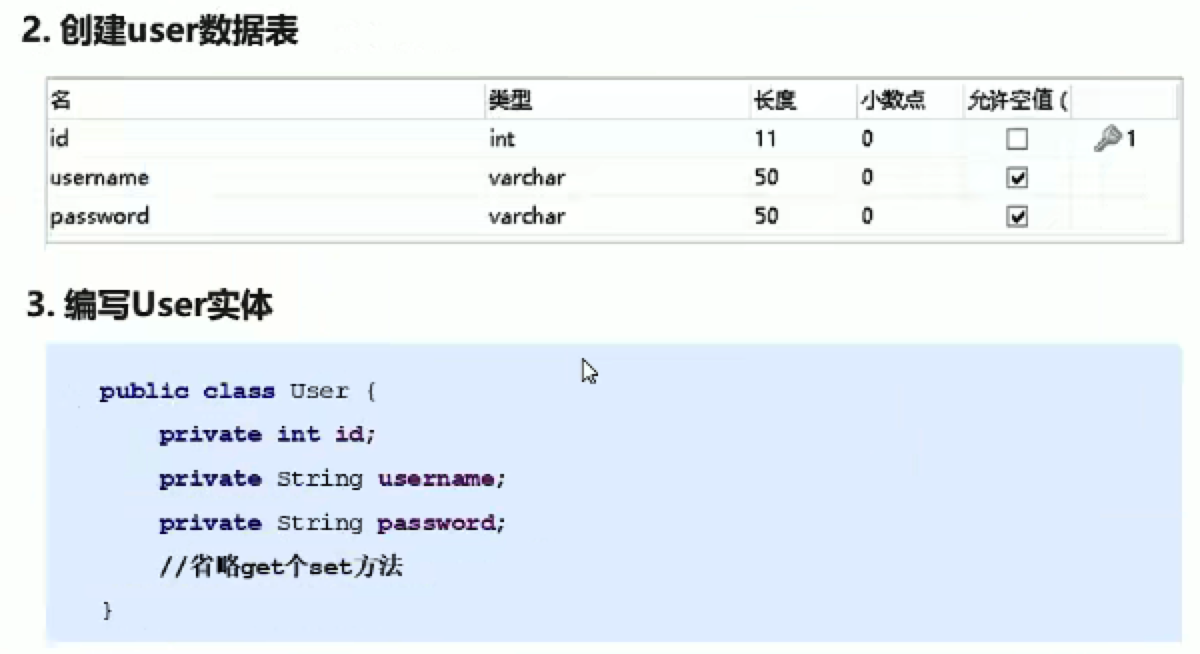 2. 创建user数据表
名 类型 长度 小数点 允许空值 (
id int 11 0 1
username varchar 50 0
password varchar 50 0
3. 编写User实体
public class User {
private int id;
private String username;
private String password;
//省略get个set方法
}